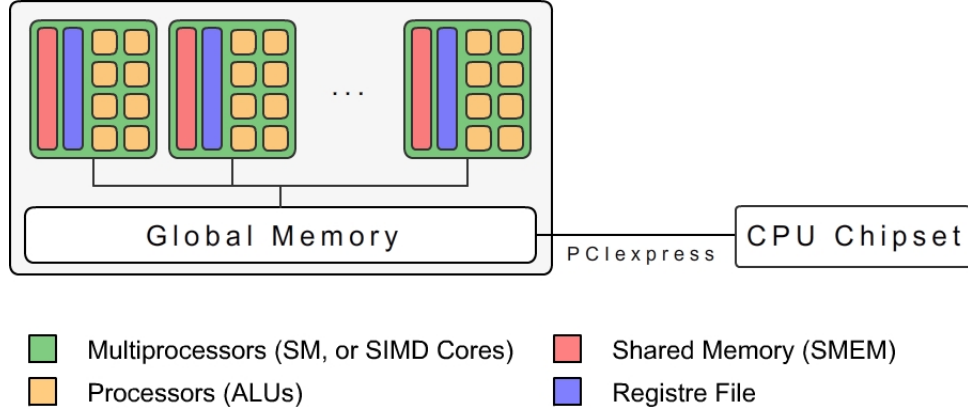 ...
Global Memory
PCIexpress
CPU Chipset
Multiprocessors (SM, or SIMD Cores)
Shared Memory (SMEM)
Processors (ALUs)
Registre File